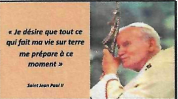 « Je désire que tout ce
qui fait ma vie sur terre
me prépare à ce
moment »
Saint Jean Paul II